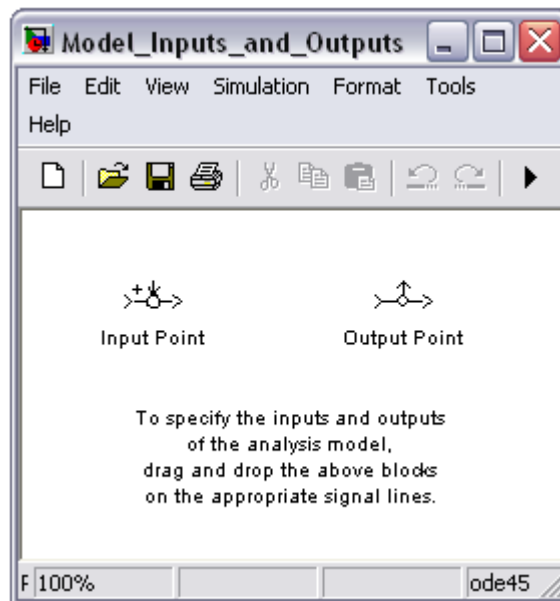 Model_Inputs_and_Outputs
File Edit View Simulation Format Tools
Help
Input Point Output Point
To specify the inputs and outputs
of the analysis model,
drag and drop the above blocks
on the appropriate signal lines.
F 100% ode45